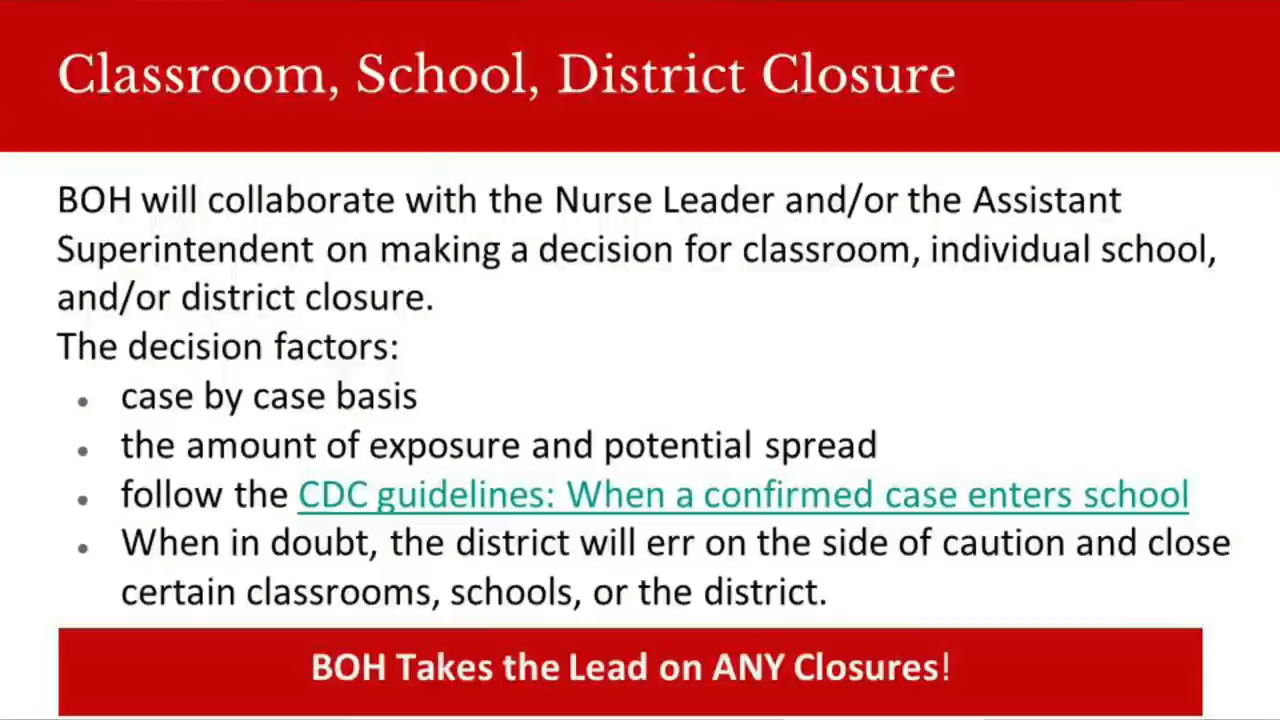 Classroom, School, District Closure
BOH will collaborate with the Nurse Leader and/or the Assistant
Superintendent on making a decision for classroom, individual school,
and/or district closure.
The decision factors:
• case by case basis
• the amount of exposure and potential spread
• follow the CDC guidelines: When a confirmed case enters school
• When in doubt, the district will err on the side of caution and close
certain classrooms, schools, or the district.
BOH Takes the Lead on ANY Closures!